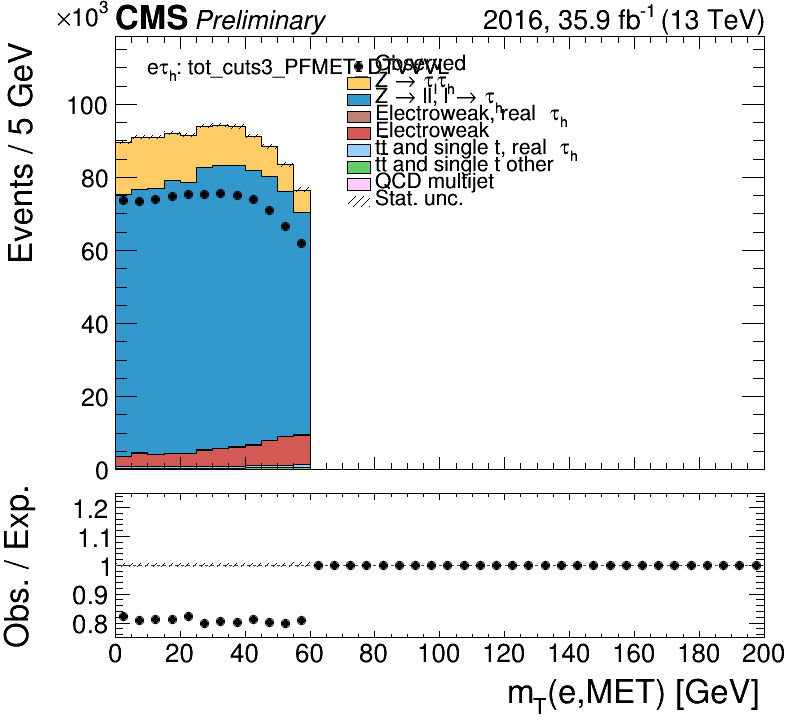 ×10³ CMS Preliminary 2016, 35.9 fb⁻¹ (13 TeV)
Events / 5 GeV
eτh: tot_cuts3_PFMET
Observed
Z → τlτh
Z → ll, l → τh
Electroweak, real τh
Electroweak
tt and single t, real τh
tt and single t other
QCD multijet
Stat. unc.
100
80
60
40
20
0
Obs. / Exp.
1.2
1.1
1
0.9
0.8
0 20 40 60 80 100 120 140 160 180 200
mT(e,MET) [GeV]